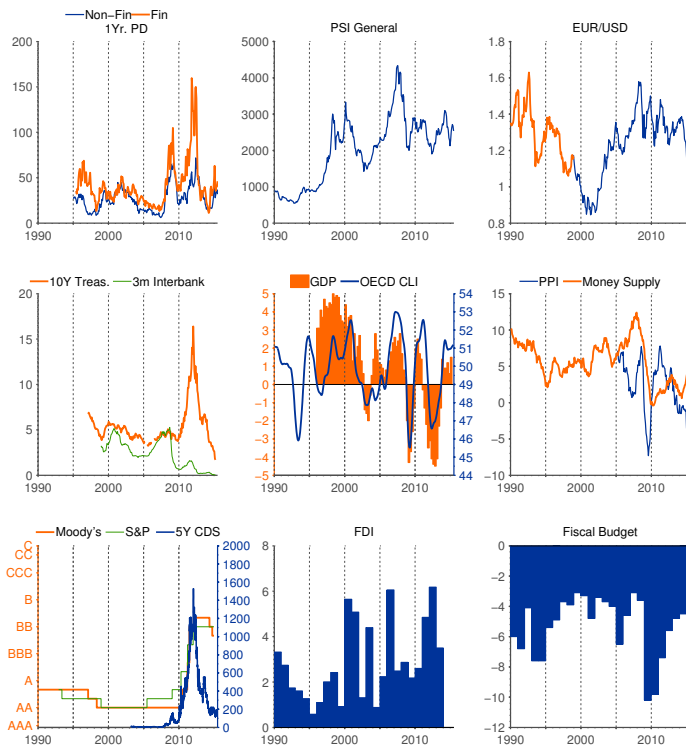 Non−Fin Fin
1Yr. PD
PSI General
EUR/USD
200
150
100
50
0
1990 2000 2010
5000
4000
3000
2000
1000
0
1990 2000 2010
1.8
1.6
1.4
1.2
1
0.8
1990 2000 2010
10Y Treas. 3m Interbank
GDP OECD CLI
PPI Money Supply
20
15
10
5
0
1990 2000 2010
5
4
3
2
1
0
−1
−2
−3
−4
−5
54
53
52
51
50
49
48
47
46
45
44
1990 2000 2010
15
10
5
0
−5
−10
1990 2000 2010
Moody's S&P 5Y CDS
FDI
Fiscal Budget
C
CC
CCC
B
BB
BBB
A
AA
AAA
2000
1800
1600
1400
1200
1000
800
600
400
200
0
1990 2000 2010
8
6
4
2
0
1990 2000 2010
0
−2
−4
−6
−8
−10
−12
1990 2000 2010